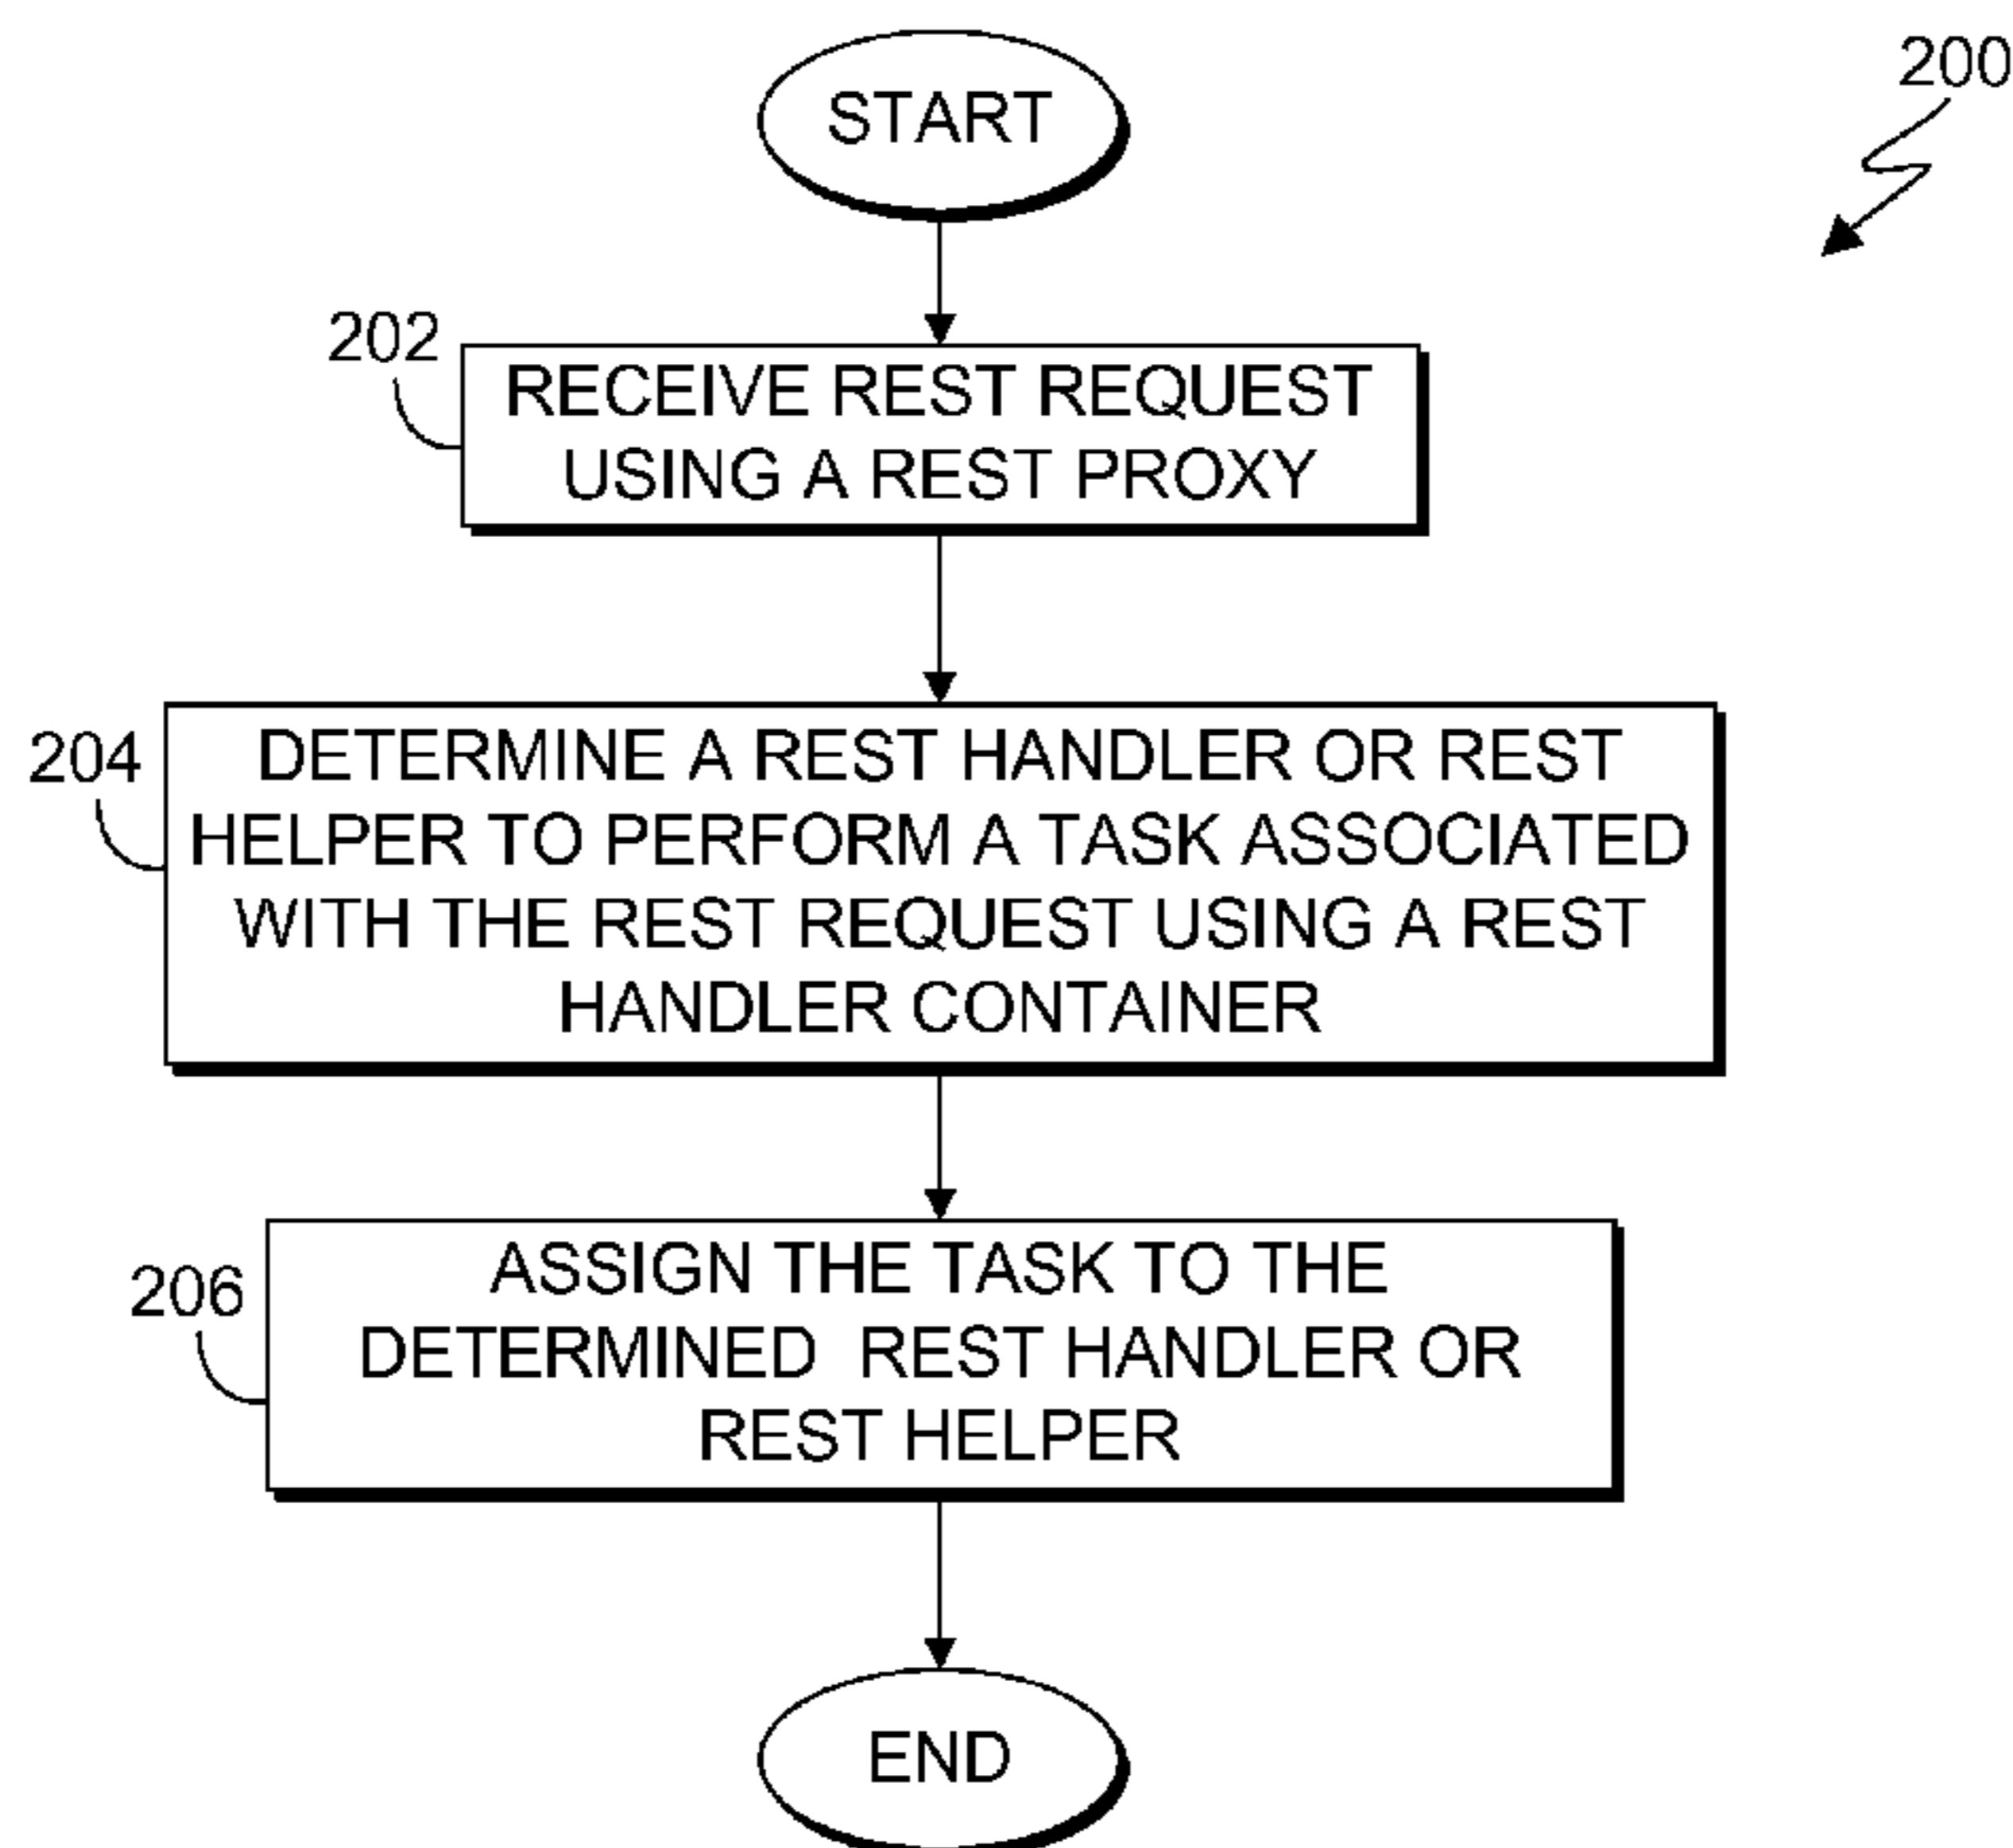 START
200
202
RECEIVE REST REQUEST
USING A REST PROXY
204
DETERMINE A REST HANDLER OR REST
HELPER TO PERFORM A TASK ASSOCIATED
WITH THE REST REQUEST USING A REST
HANDLER CONTAINER
206
ASSIGN THE TASK TO THE
DETERMINED REST HANDLER OR
REST HELPER
END